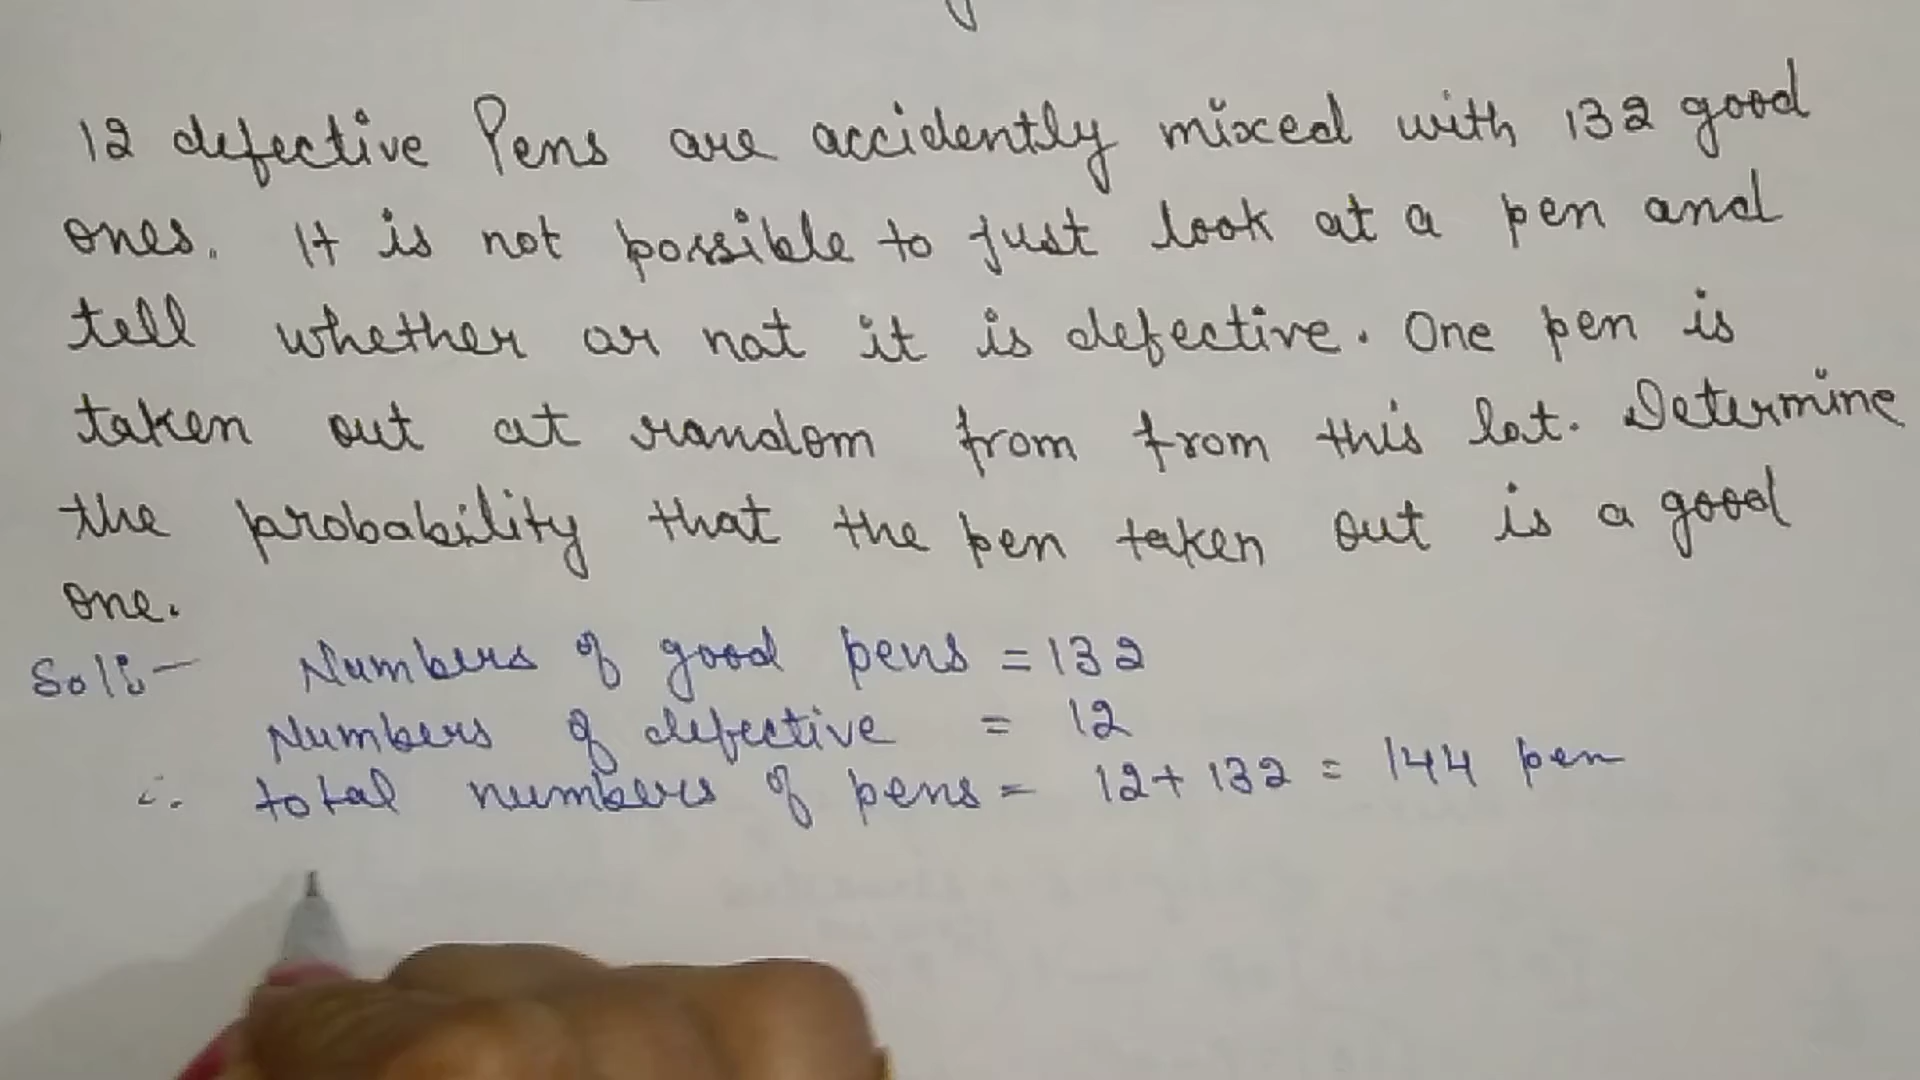 12 defective Pens are accidently mixed with 132 good
ones. It is not possible to just look at a pen and
tell whether or not it is defective. One pen is
taken out at random from from this lot. Determine
the probability that the pen taken out is a good
one.
Sol:- Numbers of good pens = 132
Numbers of defective = 12
∴ total numbers of pens = 12 + 132 = 144 pen